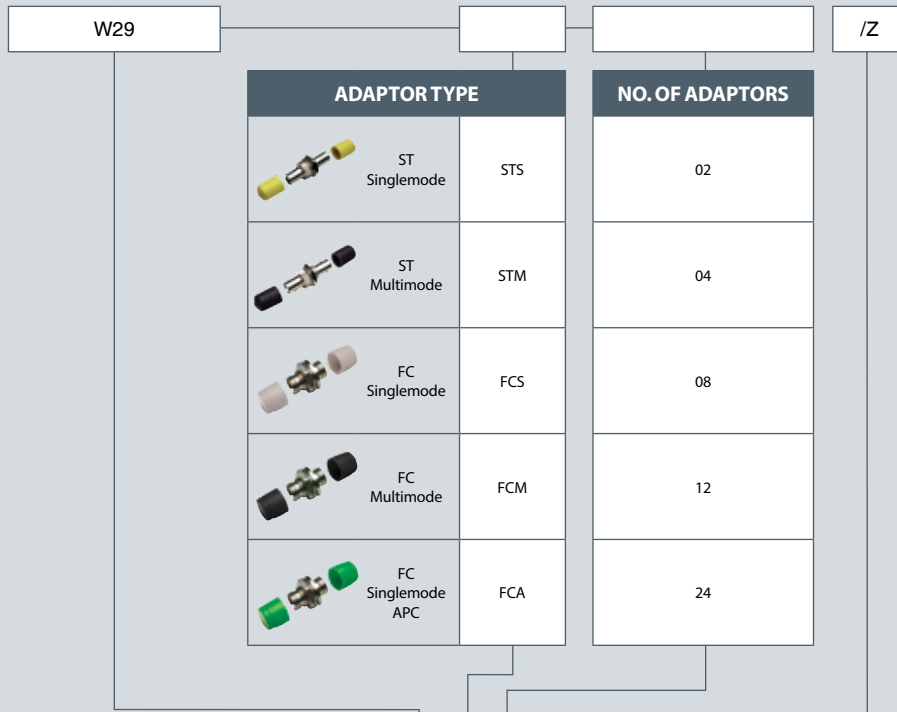 W29
/Z
ADAPTOR TYPE
NO. OF ADAPTORS
ST
Singlemode
STS
02
ST
Multimode
STM
04
FC
Singlemode
FCS
08
FC
Multimode
FCM
12
FC
Singlemode
APC
FCA
24